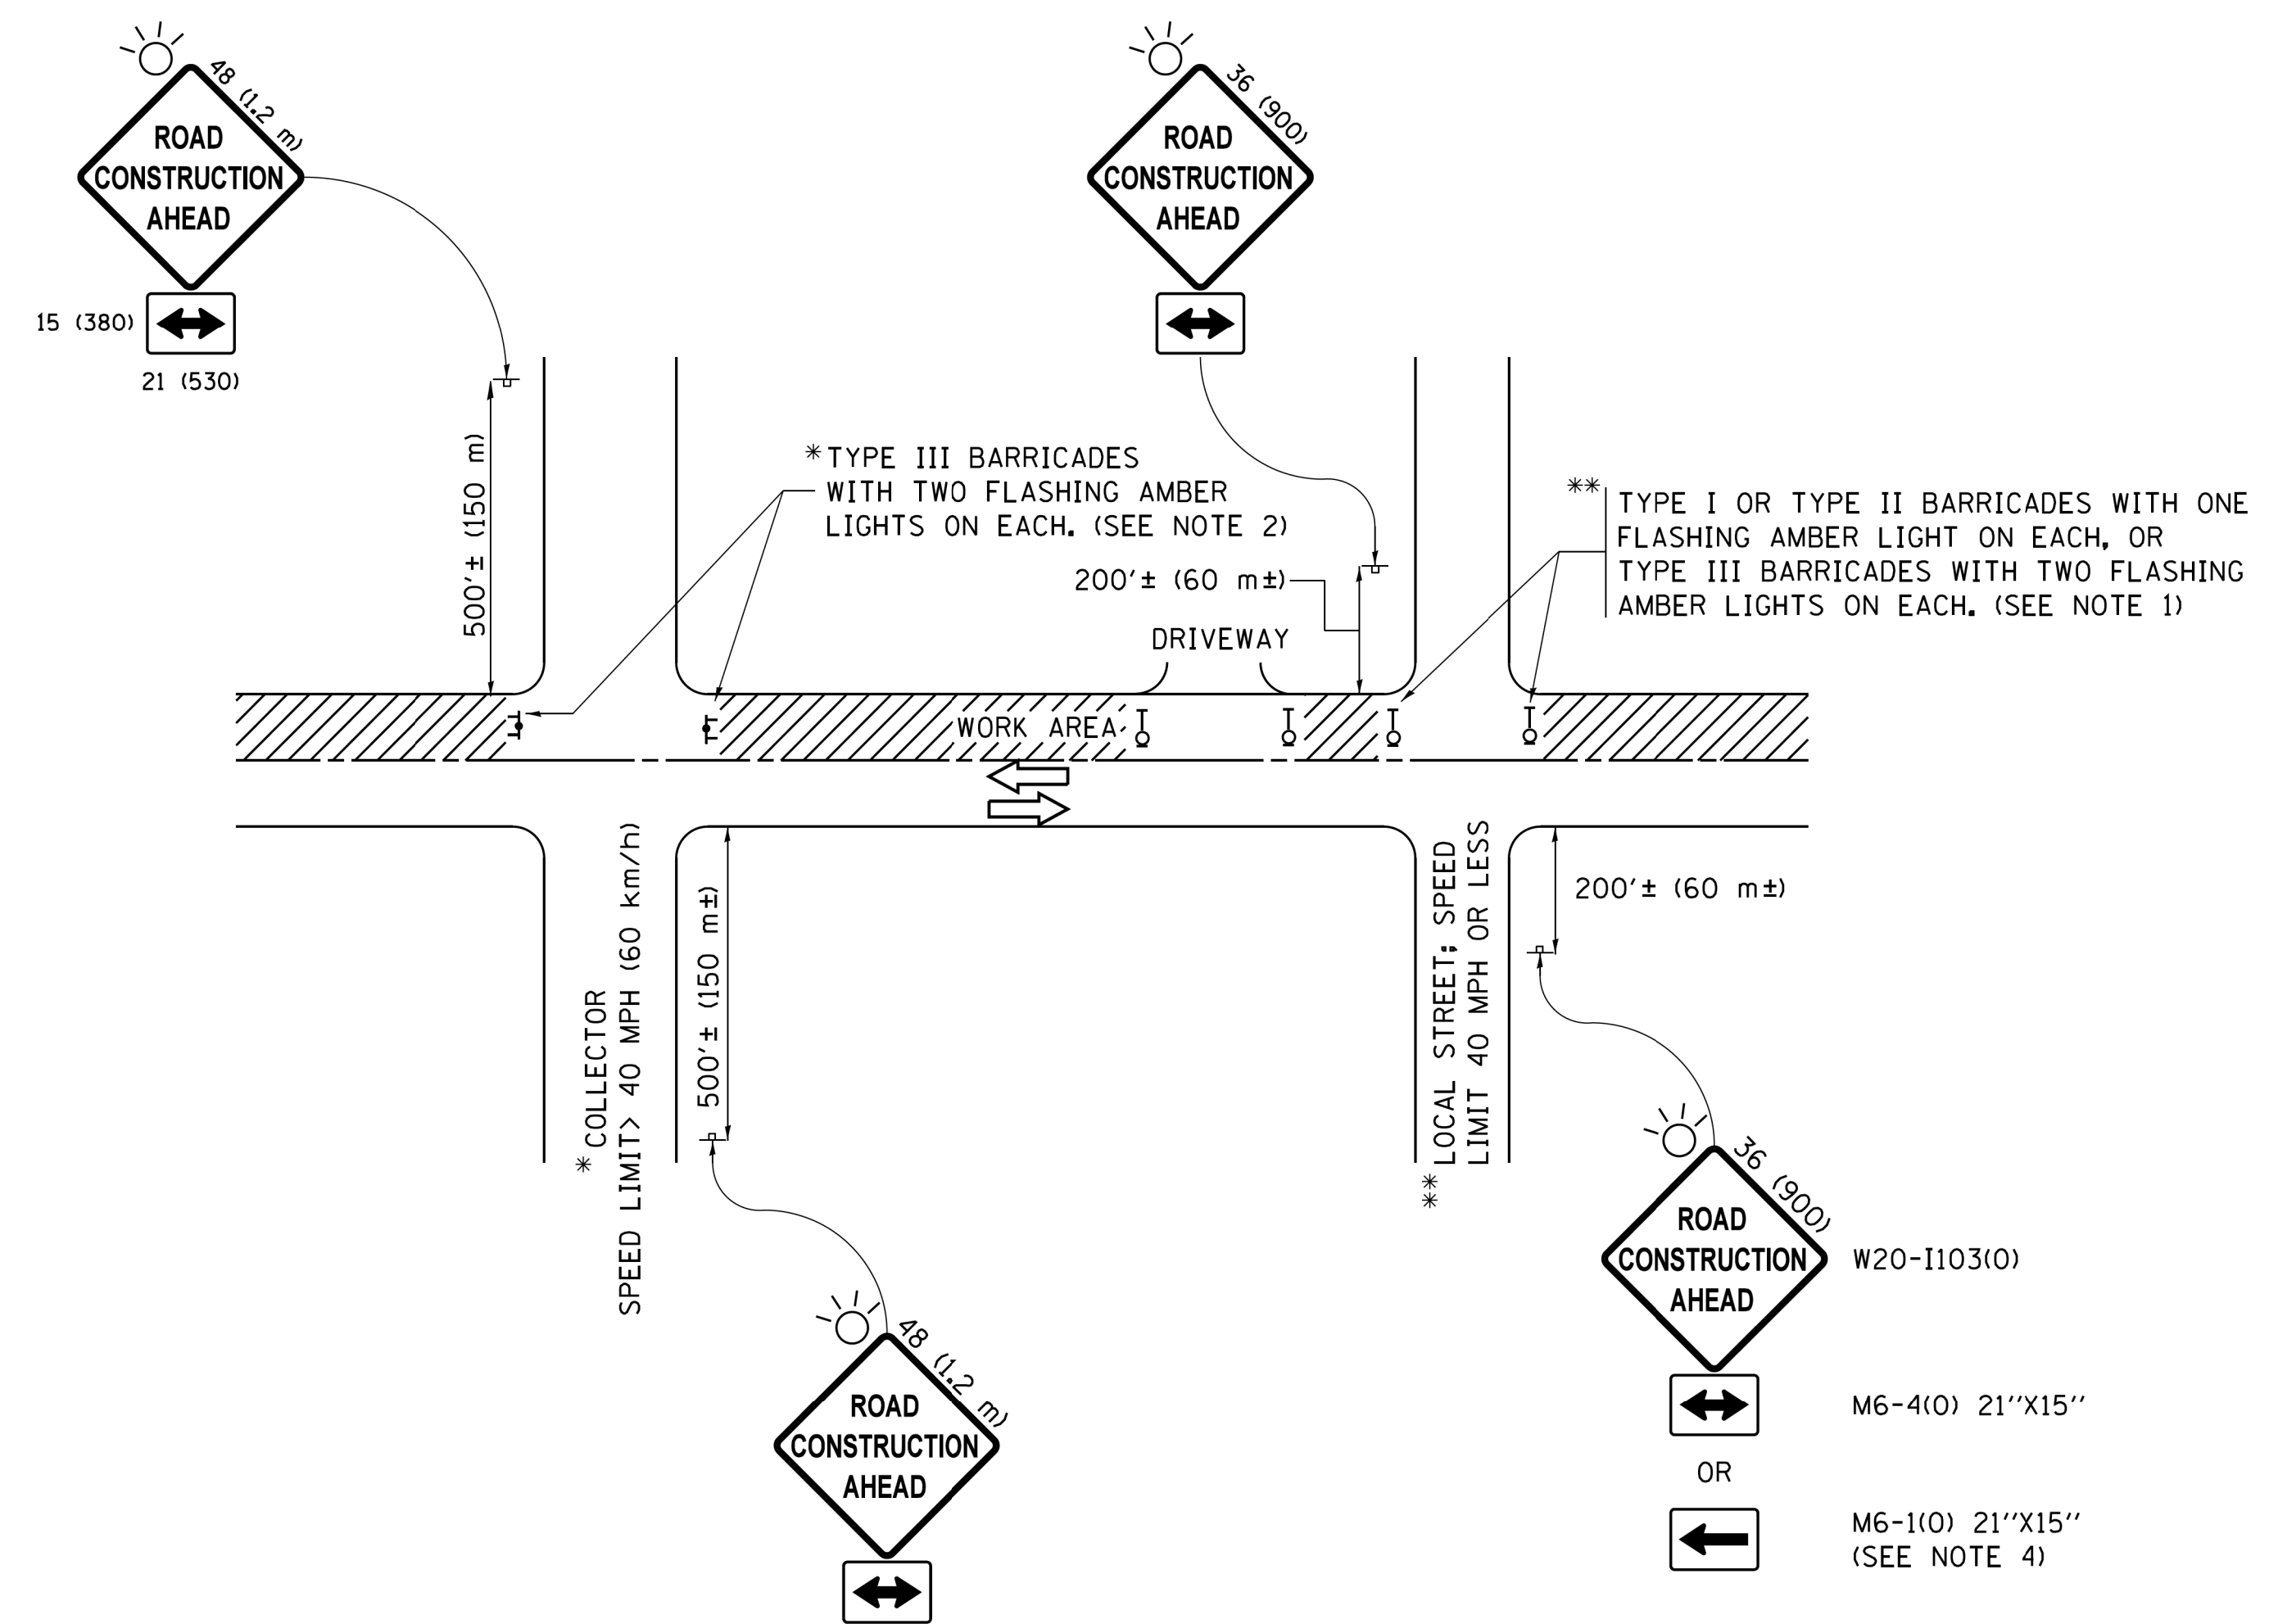 48 (1.2 m)
ROAD
CONSTRUCTION
AHEAD
15 (380)
21 (530)
36 (900)
ROAD
CONSTRUCTION
AHEAD
500'± (150 m)
* TYPE III BARRICADES
WITH TWO FLASHING AMBER
LIGHTS ON EACH. (SEE NOTE 2)
200'± (60 m±)
DRIVEWAY
** TYPE I OR TYPE II BARRICADES WITH ONE
FLASHING AMBER LIGHT ON EACH, OR
TYPE III BARRICADES WITH TWO FLASHING
AMBER LIGHTS ON EACH. (SEE NOTE 1)
WORK AREA
* COLLECTOR
SPEED LIMIT> 40 MPH (60 km/h)
500'± (150 m±)
** LOCAL STREET; SPEED
LIMIT 40 MPH OR LESS
200'± (60 m±)
48 (1.2 m)
ROAD
CONSTRUCTION
AHEAD
36 (900)
ROAD
CONSTRUCTION
AHEAD
W20-I103(O)
M6-4(O) 21''X15''
OR
M6-1(O) 21''X15''
(SEE NOTE 4)